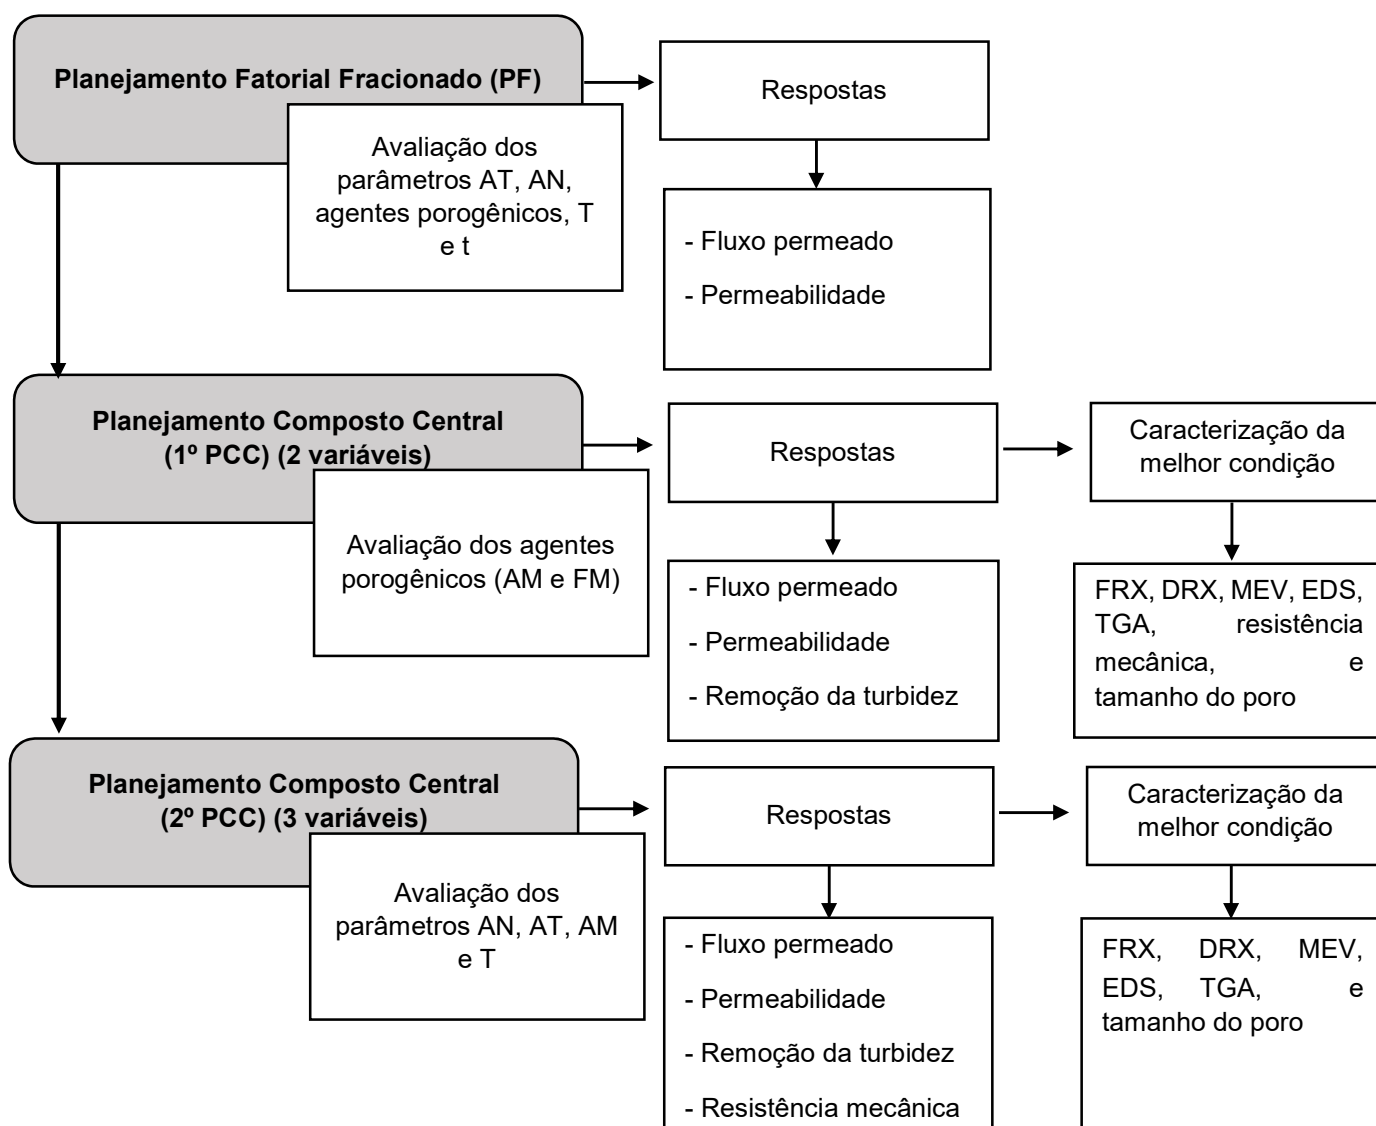 Planejamento Fatorial Fracionado (PF)
Avaliação dos
parâmetros AT, AN,
agentes porogênicos, T
e t
Respostas
- Fluxo permeado
- Permeabilidade
Planejamento Composto Central
(1º PCC) (2 variáveis)
Avaliação dos agentes
porogênicos (AM e FM)
Respostas
- Fluxo permeado
- Permeabilidade
- Remoção da turbidez
Caracterização da
melhor condição
FRX, DRX, MEV, EDS,
TGA, resistência
mecânica, e
tamanho do poro
Planejamento Composto Central
(2º PCC) (3 variáveis)
Avaliação dos
parâmetros AN, AT, AM
e T
Respostas
- Fluxo permeado
- Permeabilidade
- Remoção da turbidez
- Resistência mecânica
Caracterização da
melhor condição
FRX, DRX, MEV,
EDS, TGA, e
tamanho do poro